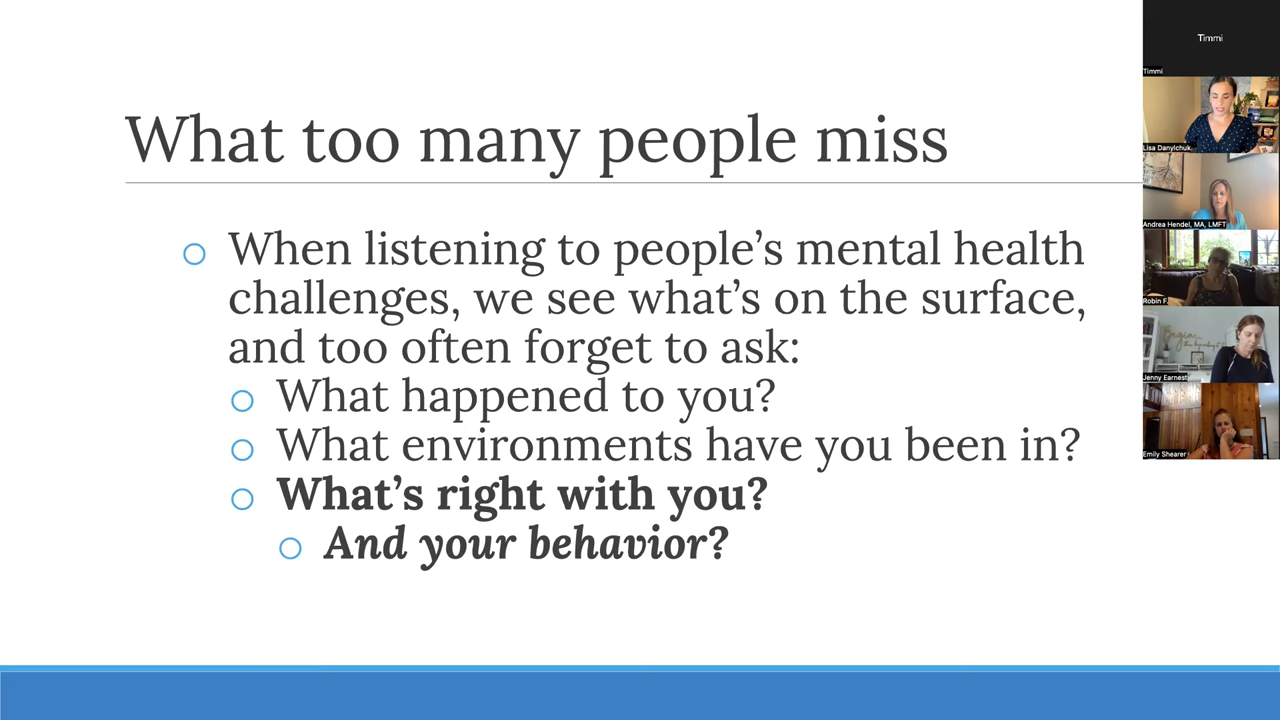 What too many people miss
When listening to people's mental health
challenges, we see what's on the surface,
and too often forget to ask:
What happened to you?
What environments have you been in?
What's right with you?
And your behavior?
Timmi
Timmi
Lisa Danylchuk
Andrea Hendel, MA, LMFT
Robin F.
Begin
Jenny Earnest
Emily Shearer